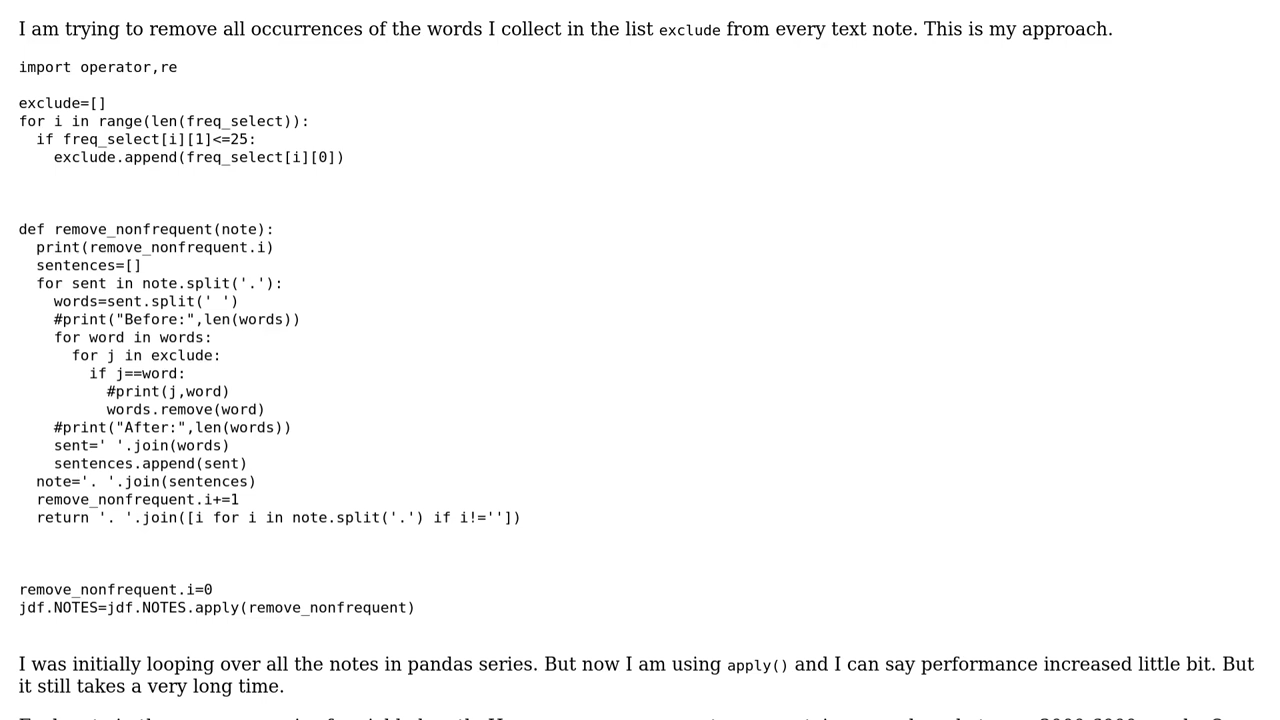 I am trying to remove all occurrences of the words I collect in the list exclude from every text note. This is my approach.
import operator,re
exclude=[]
for i in range(len(freq_select)):
  if freq_select[i][1]<=25:
    exclude.append(freq_select[i][0])
def remove_nonfrequent(note):
  print(remove_nonfrequent.i)
  sentences=[]
  for sent in note.split('.'):
    words=sent.split(' ')
    #print("Before:",len(words))
    for word in words:
      for j in exclude:
        if j==word:
          #print(j,word)
          words.remove(word)
    #print("After:",len(words))
    sent=' '.join(words)
    sentences.append(sent)
  note='. '.join(sentences)
  remove_nonfrequent.i+=1
  return '. '.join([i for i in note.split('.') if i!=''])
remove_nonfrequent.i=0
jdf.NOTES=jdf.NOTES.apply(remove_nonfrequent)
I was initially looping over all the notes in pandas series. But now I am using apply() and I can say performance increased little bit. But
it still takes a very long time.